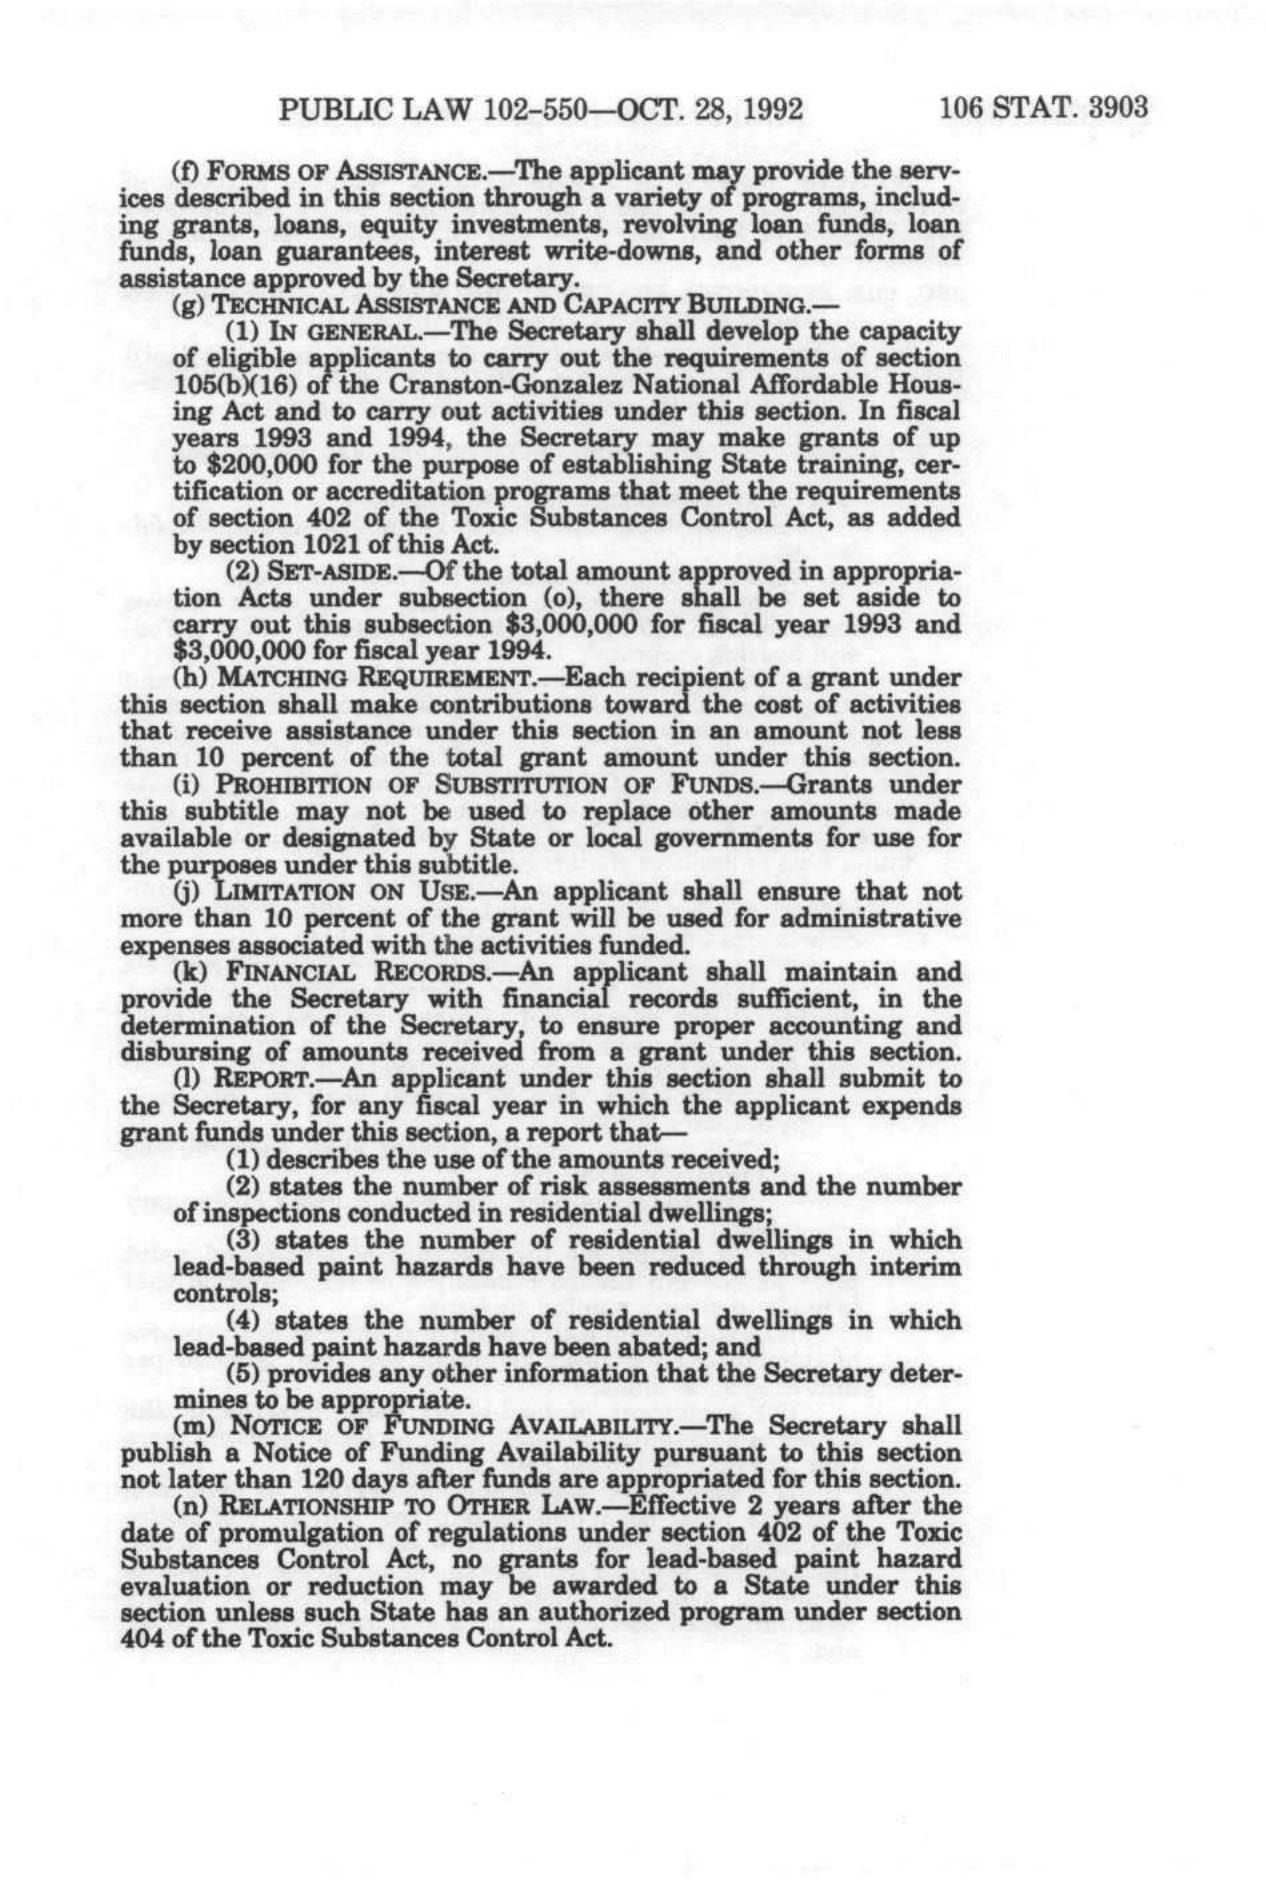 PUBLIC LAW 102–550—OCT. 28, 1992 106 STAT. 3903
(f) FORMS OF ASSISTANCE.—The applicant may provide the serv-
ices described in this section through a variety of programs, includ-
ing grants, loans, equity investments, revolving loan funds, loan
funds, loan guarantees, interest write-downs, and other forms of
assistance approved by the Secretary.
(g) TECHNICAL ASSISTANCE AND CAPACITY BUILDING.—
(1) IN GENERAL.—The Secretary shall develop the capacity
of eligible applicants to carry out the requirements of section
105(b)(16) of the Cranston-Gonzalez National Affordable Hous-
ing Act and to carry out activities under this section. In fiscal
years 1993 and 1994, the Secretary may make grants of up
to $200,000 for the purpose of establishing State training, cer-
tification or accreditation programs that meet the requirements
of section 402 of the Toxic Substances Control Act, as added
by section 1021 of this Act.
(2) SET-ASIDE.—Of the total amount approved in appropria-
tion Acts under subsection (o), there shall be set aside to
carry out this subsection $3,000,000 for fiscal year 1993 and
$3,000,000 for fiscal year 1994.
(h) MATCHING REQUIREMENT.—Each recipient of a grant under
this section shall make contributions toward the cost of activities
that receive assistance under this section in an amount not less
than 10 percent of the total grant amount under this section.
(i) PROHIBITION OF SUBSTITUTION OF FUNDS.—Grants under
this subtitle may not be used to replace other amounts made
available or designated by State or local governments for use for
the purposes under this subtitle.
(j) LIMITATION ON USE.—An applicant shall ensure that not
more than 10 percent of the grant will be used for administrative
expenses associated with the activities funded.
(k) FINANCIAL RECORDS.—An applicant shall maintain and
provide the Secretary with financial records sufficient, in the
determination of the Secretary, to ensure proper accounting and
disbursing of amounts received from a grant under this section.
(l) REPORT.—An applicant under this section shall submit to
the Secretary, for any fiscal year in which the applicant expends
grant funds under this section, a report that—
(1) describes the use of the amounts received;
(2) states the number of risk assessments and the number
of inspections conducted in residential dwellings;
(3) states the number of residential dwellings in which
lead-based paint hazards have been reduced through interim
controls;
(4) states the number of residential dwellings in which
lead-based paint hazards have been abated; and
(5) provides any other information that the Secretary deter-
mines to be appropriate.
(m) NOTICE OF FUNDING AVAILABILITY.—The Secretary shall
publish a Notice of Funding Availability pursuant to this section
not later than 120 days after funds are appropriated for this section.
(n) RELATIONSHIP TO OTHER LAW.—Effective 2 years after the
date of promulgation of regulations under section 402 of the Toxic
Substances Control Act, no grants for lead-based paint hazard
evaluation or reduction may be awarded to a State under this
section unless such State has an authorized program under section
404 of the Toxic Substances Control Act.